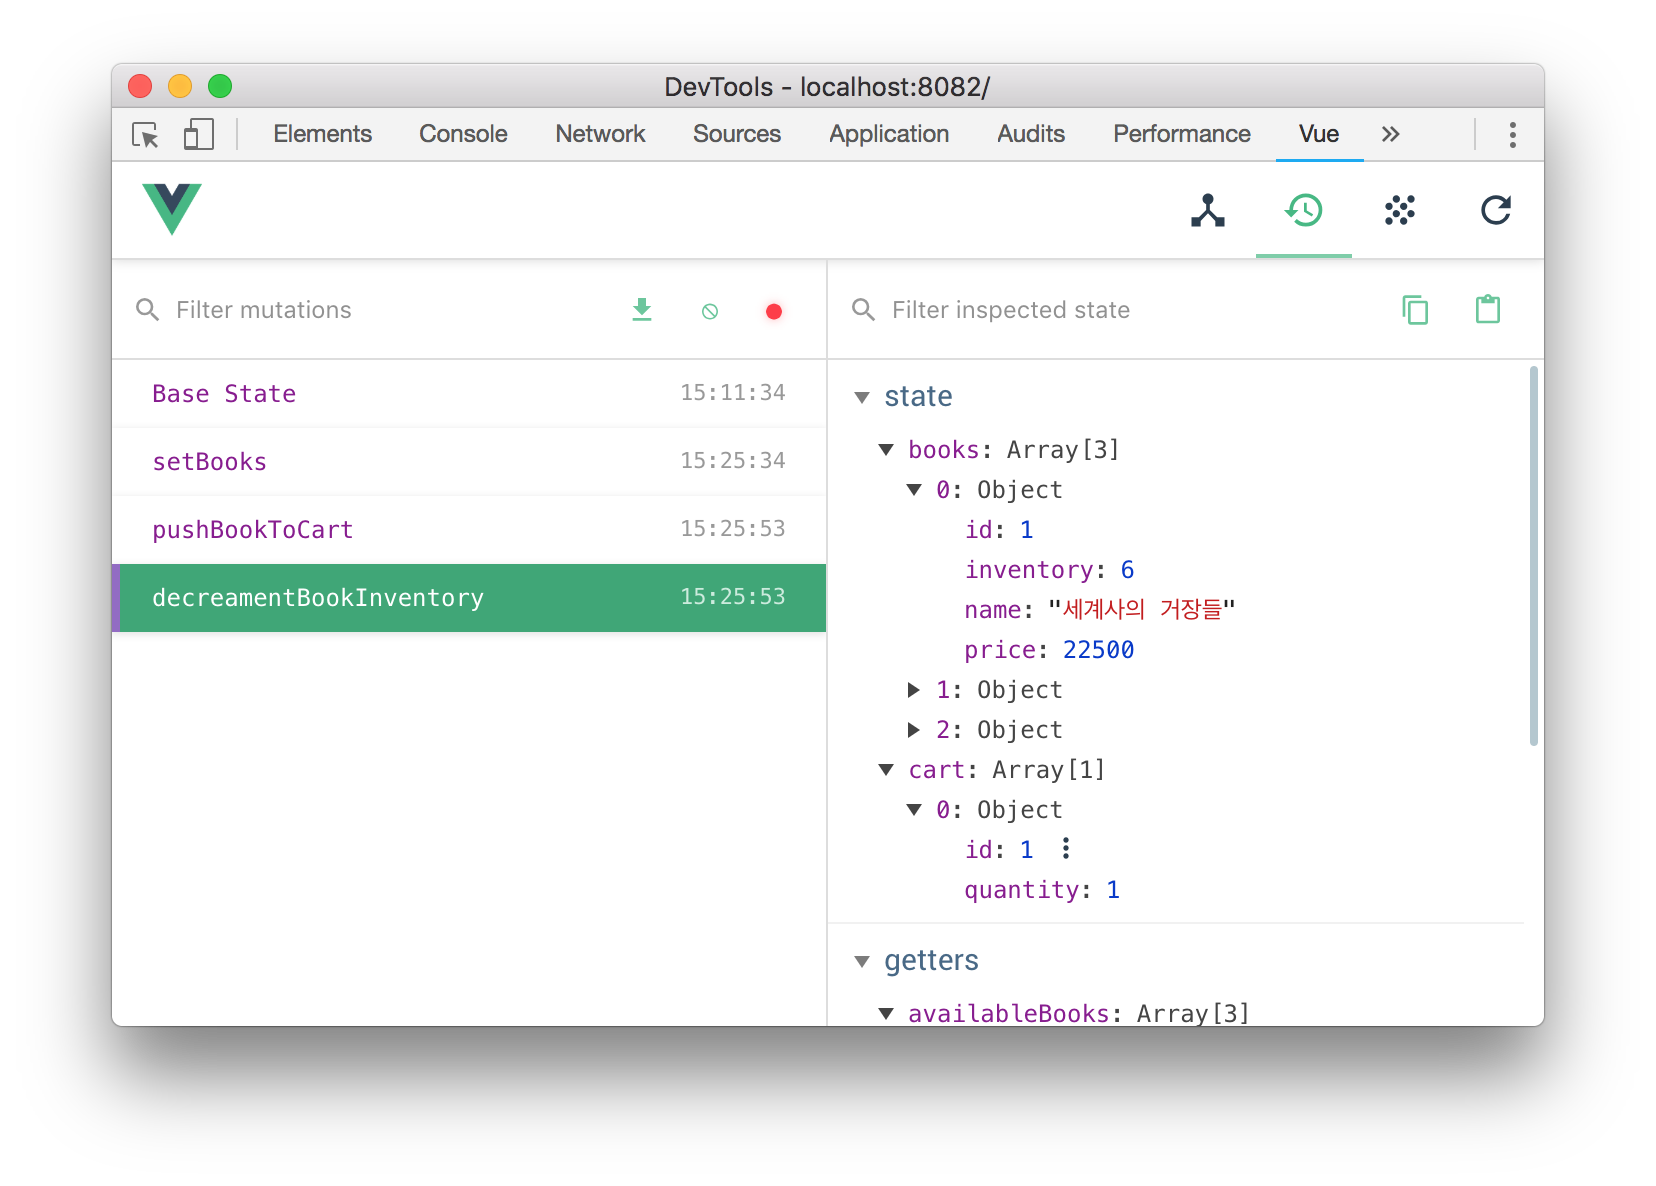 DevTools - localhost:8082/
Elements Console Network Sources Application Audits Performance Vue »
Filter mutations
Base State 15:11:34
setBooks 15:25:34
pushBookToCart 15:25:53
decreamentBookInventory 15:25:53
Filter inspected state
state
books: Array[3]
0: Object
id: 1
inventory: 6
name: "세계사의 거장들"
price: 22500
1: Object
2: Object
cart: Array[1]
0: Object
id: 1
quantity: 1
getters
availableBooks: Array[3]